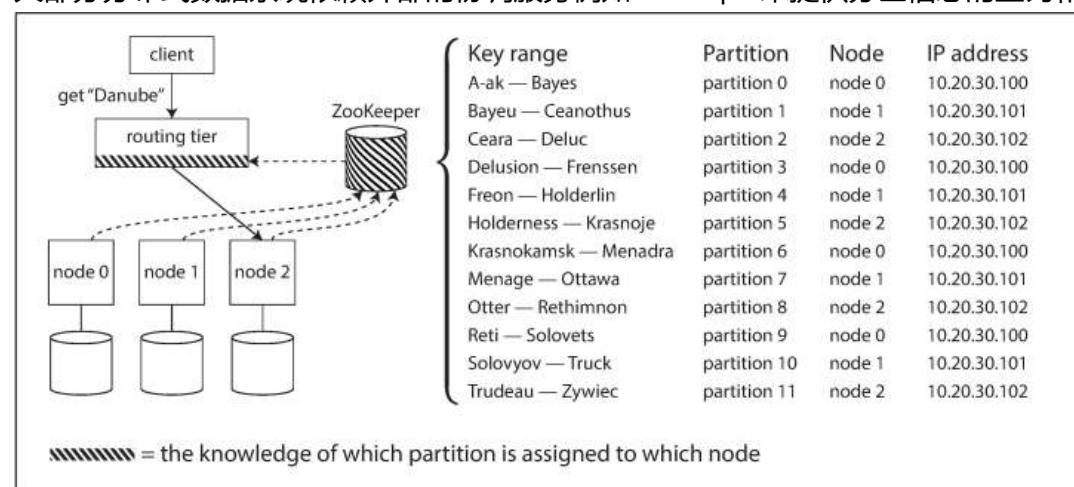 client
get "Danube"
routing tier
ZooKeeper
node 0
node 1
node 2
Key range Partition Node IP address
A-ak — Bayes partition 0 node 0 10.20.30.100
Bayeu — Ceanothus partition 1 node 1 10.20.30.101
Ceara — Deluc partition 2 node 2 10.20.30.102
Delusion — Frenssen partition 3 node 0 10.20.30.100
Freon — Holderlin partition 4 node 1 10.20.30.101
Holderness — Krasnoje partition 5 node 2 10.20.30.102
Krasnokamsk — Menadra partition 6 node 0 10.20.30.100
Menage — Ottawa partition 7 node 1 10.20.30.101
Otter — Rethimnon partition 8 node 2 10.20.30.102
Reti — Solovets partition 9 node 0 10.20.30.100
Solovyov — Truck partition 10 node 1 10.20.30.101
Trudeau — Zywiec partition 11 node 2 10.20.30.102
= the knowledge of which partition is assigned to which node